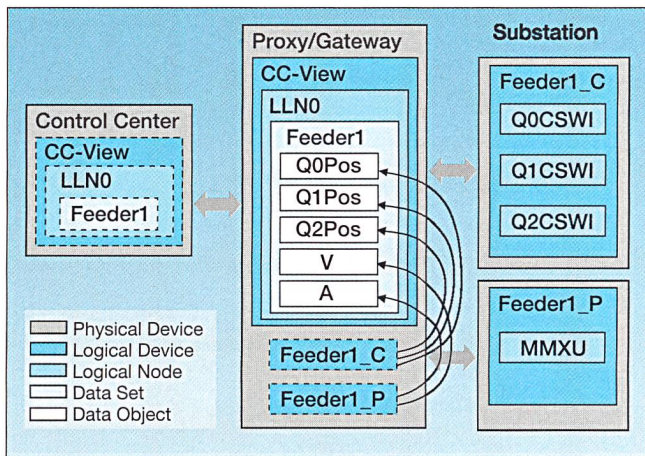 Control Center
CC-View
LLN0
Feeder1
Proxy/Gateway
CC-View
LLN0
Feeder1
Q0Pos
Q1Pos
Q2Pos
V
A
Feeder1_C
Feeder1_P
Substation
Feeder1_C
Q0CSWI
Q1CSWI
Q2CSWI
Feeder1_P
MMXU
Physical Device
Logical Device
Logical Node
Data Set
Data Object